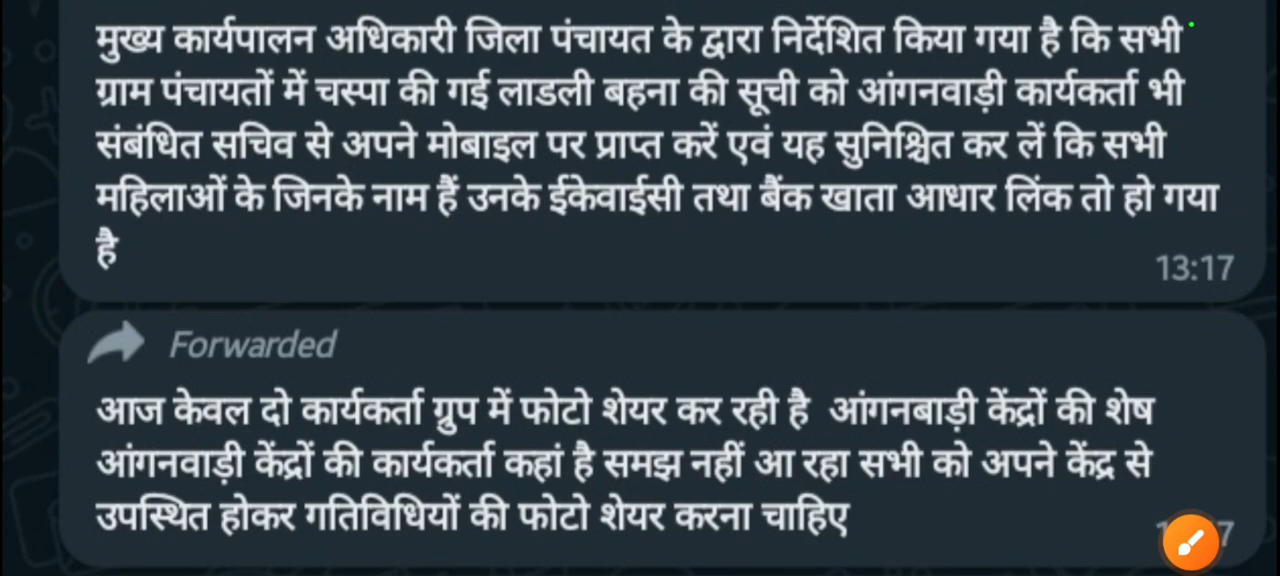 मुख्य कार्यपालन अधिकारी जिला पंचायत के द्वारा निर्देशित किया गया है कि सभी
ग्राम पंचायतों में चस्पा की गई लाडली बहना की सूची को आंगनवाड़ी कार्यकर्ता भी
संबंधित सचिव से अपने मोबाइल पर प्राप्त करें एवं यह सुनिश्चित कर लें कि सभी
महिलाओं के जिनके नाम हैं उनके ईकेवाईसी तथा बैंक खाता आधार लिंक तो हो गया
है
13:17
Forwarded
आज केवल दो कार्यकर्ता ग्रुप में फोटो शेयर कर रही है आंगनबाड़ी केंद्रों की शेष
आंगनवाड़ी केंद्रों की कार्यकर्ता कहां है समझ नहीं आ रहा सभी को अपने केंद्र से
उपस्थित होकर गतिविधियों की फोटो शेयर करना चाहिए